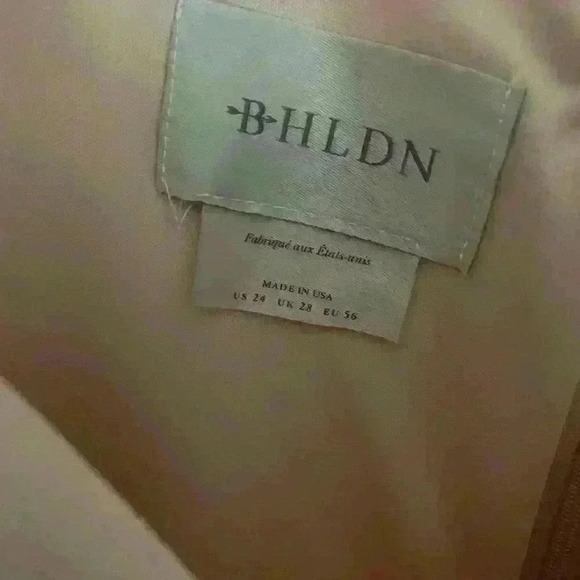 BHLDN
Fabriqué aux États-unis
MADE IN USA
US 24 UK 28 EU 56